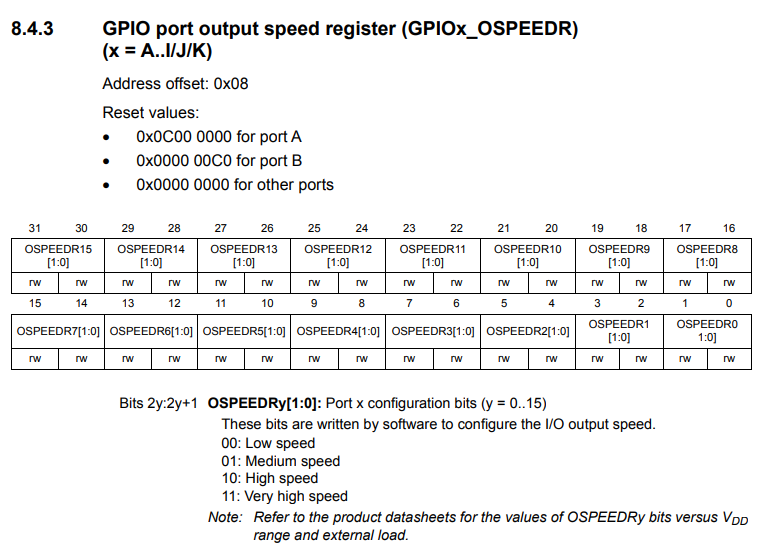 8.4.3 GPIO port output speed register (GPIOx_OSPEEDR)
(x = A..I/J/K)
Address offset: 0x08
Reset values:
• 0x0C00 0000 for port A
• 0x0000 00C0 for port B
• 0x0000 0000 for other ports
31 30 29 28 27 26 25 24 23 22 21 20 19 18 17 16
OSPEEDR15 OSPEEDR14 OSPEEDR13 OSPEEDR12 OSPEEDR11 OSPEEDR10 OSPEEDR9 OSPEEDR8
[1:0] [1:0] [1:0] [1:0] [1:0] [1:0] [1:0] [1:0]
rw rw rw rw rw rw rw rw rw rw rw rw rw rw rw rw
15 14 13 12 11 10 9 8 7 6 5 4 3 2 1 0
OSPEEDR7[1:0] OSPEEDR6[1:0] OSPEEDR5[1:0] OSPEEDR4[1:0] OSPEEDR3[1:0] OSPEEDR2[1:0] OSPEEDR1 OSPEEDR0
[1:0] 1:0]
rw rw rw rw rw rw rw rw rw rw rw rw rw rw rw rw
Bits 2y:2y+1 OSPEEDRy[1:0]: Port x configuration bits (y = 0..15)
These bits are written by software to configure the I/O output speed.
00: Low speed
01: Medium speed
10: High speed
11: Very high speed
Note: Refer to the product datasheets for the values of OSPEEDRy bits versus VDD
range and external load.